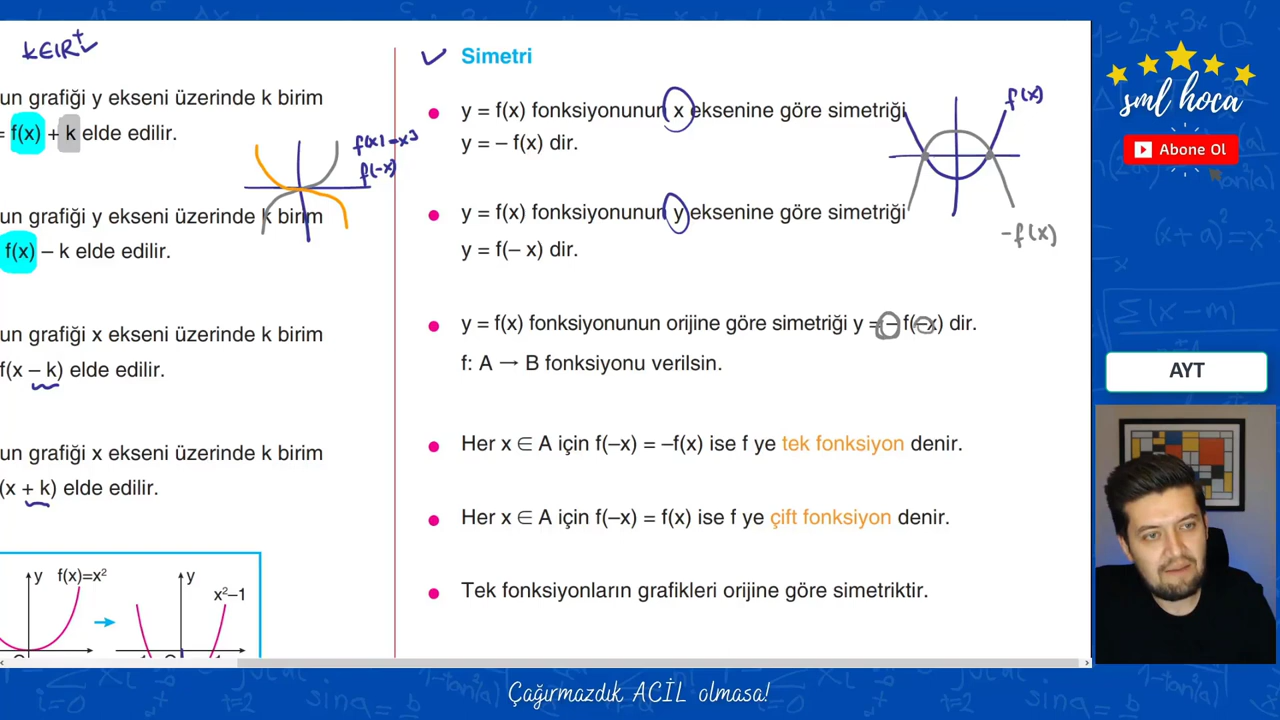 kEIR+
un grafiği y ekseni üzerinde k birim
= f(x) + k elde edilir.
f(x)=x³
f(-x)
un grafiği y ekseni üzerinde k birim
f(x) – k elde edilir.
un grafiği x ekseni üzerinde k birim
f(x – k) elde edilir.
un grafiği x ekseni üzerinde k birim
(x + k) elde edilir.
y f(x)=x²
y
x²–1
Simetri
y = f(x) fonksiyonunun x eksenine göre simetriği
y = – f(x) dir.
f(x)
-f(x)
y = f(x) fonksiyonunun y eksenine göre simetriği
y = f(– x) dir.
y = f(x) fonksiyonunun orijine göre simetriği y = – f(–x) dir.
f: A → B fonksiyonu verilsin.
Her x ∈ A için f(–x) = –f(x) ise f ye tek fonksiyon denir.
Her x ∈ A için f(–x) = f(x) ise f ye çift fonksiyon denir.
Tek fonksiyonların grafikleri orijine göre simetriktir.
sml hoca
Abone Ol
AYT
Çağırmazdık ACİL olmasa!